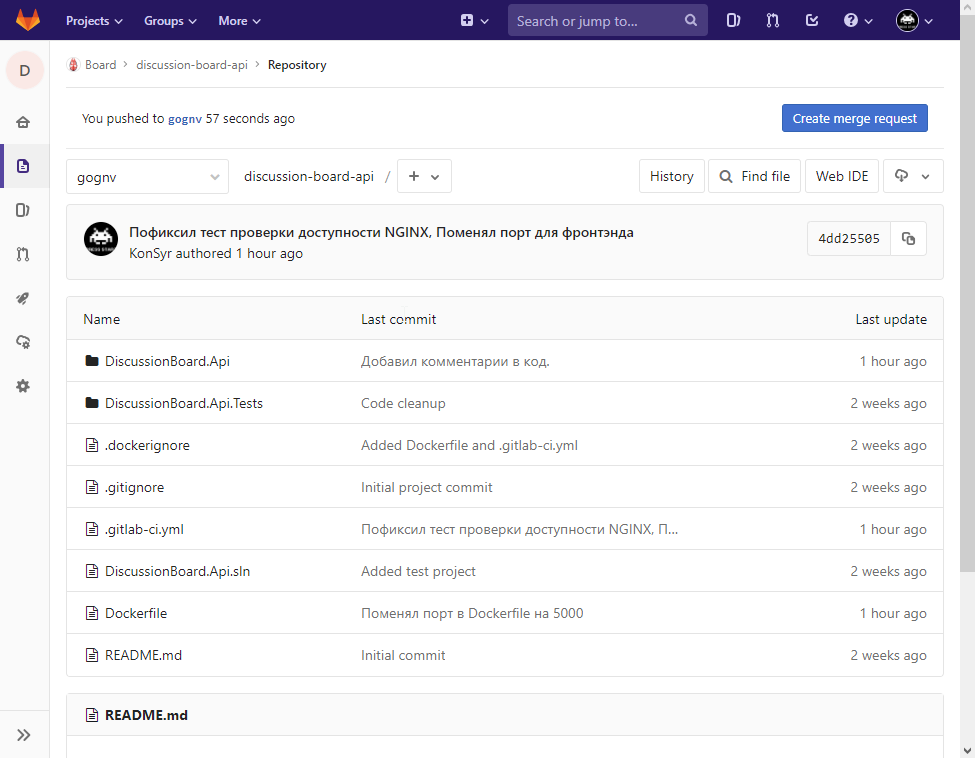 Projects Groups More Search or jump to...
D
Board › discussion-board-api › Repository
You pushed to gognv 57 seconds ago Create merge request
gognv discussion-board-api / + History Find file Web IDE
Пофиксил тест проверки доступности NGINX, Поменял порт для фронтэнда
KonSyr authored 1 hour ago
4dd25505
Name Last commit Last update
DiscussionBoard.Api Добавил комментарии в код. 1 hour ago
DiscussionBoard.Api.Tests Code cleanup 2 weeks ago
.dockerignore Added Dockerfile and .gitlab-ci.yml 2 weeks ago
.gitignore Initial project commit 2 weeks ago
.gitlab-ci.yml Пофиксил тест проверки доступности NGINX, П... 1 hour ago
DiscussionBoard.Api.sln Added test project 2 weeks ago
Dockerfile Поменял порт в Dockerfile на 5000 1 hour ago
README.md Initial commit 2 weeks ago
README.md